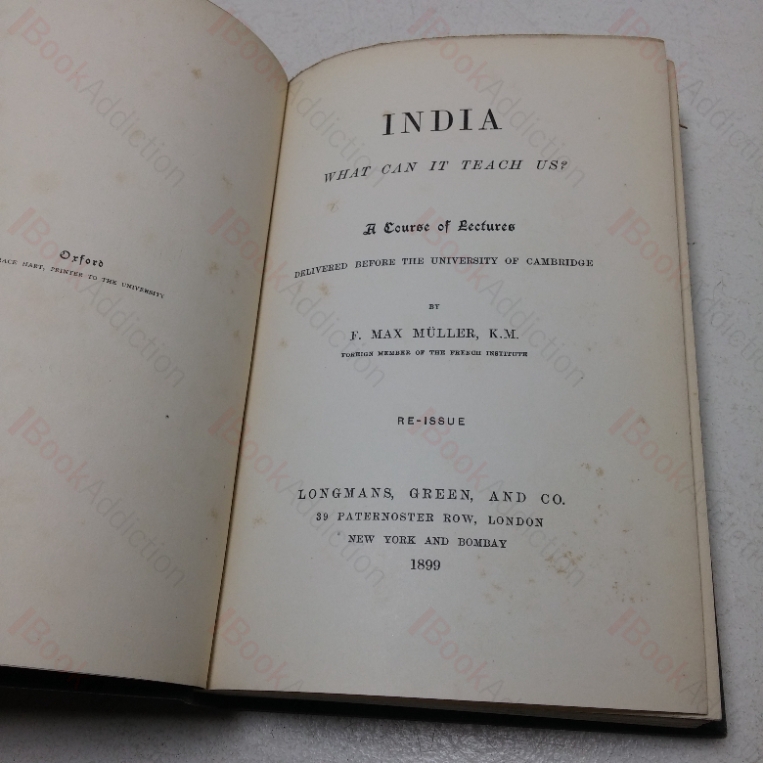 Oxford
HART, PRINTER TO THE UNIVERSITY
INDIA
WHAT CAN IT TEACH US?
A Course of Lectures
DELIVERED BEFORE THE UNIVERSITY OF CAMBRIDGE
BY
F. MAX MÜLLER, K.M.
FOREIGN MEMBER OF THE FRENCH INSTITUTE
RE-ISSUE
LONGMANS, GREEN, AND CO.
39 PATERNOSTER ROW, LONDON
NEW YORK AND BOMBAY
1899
BookAddiction